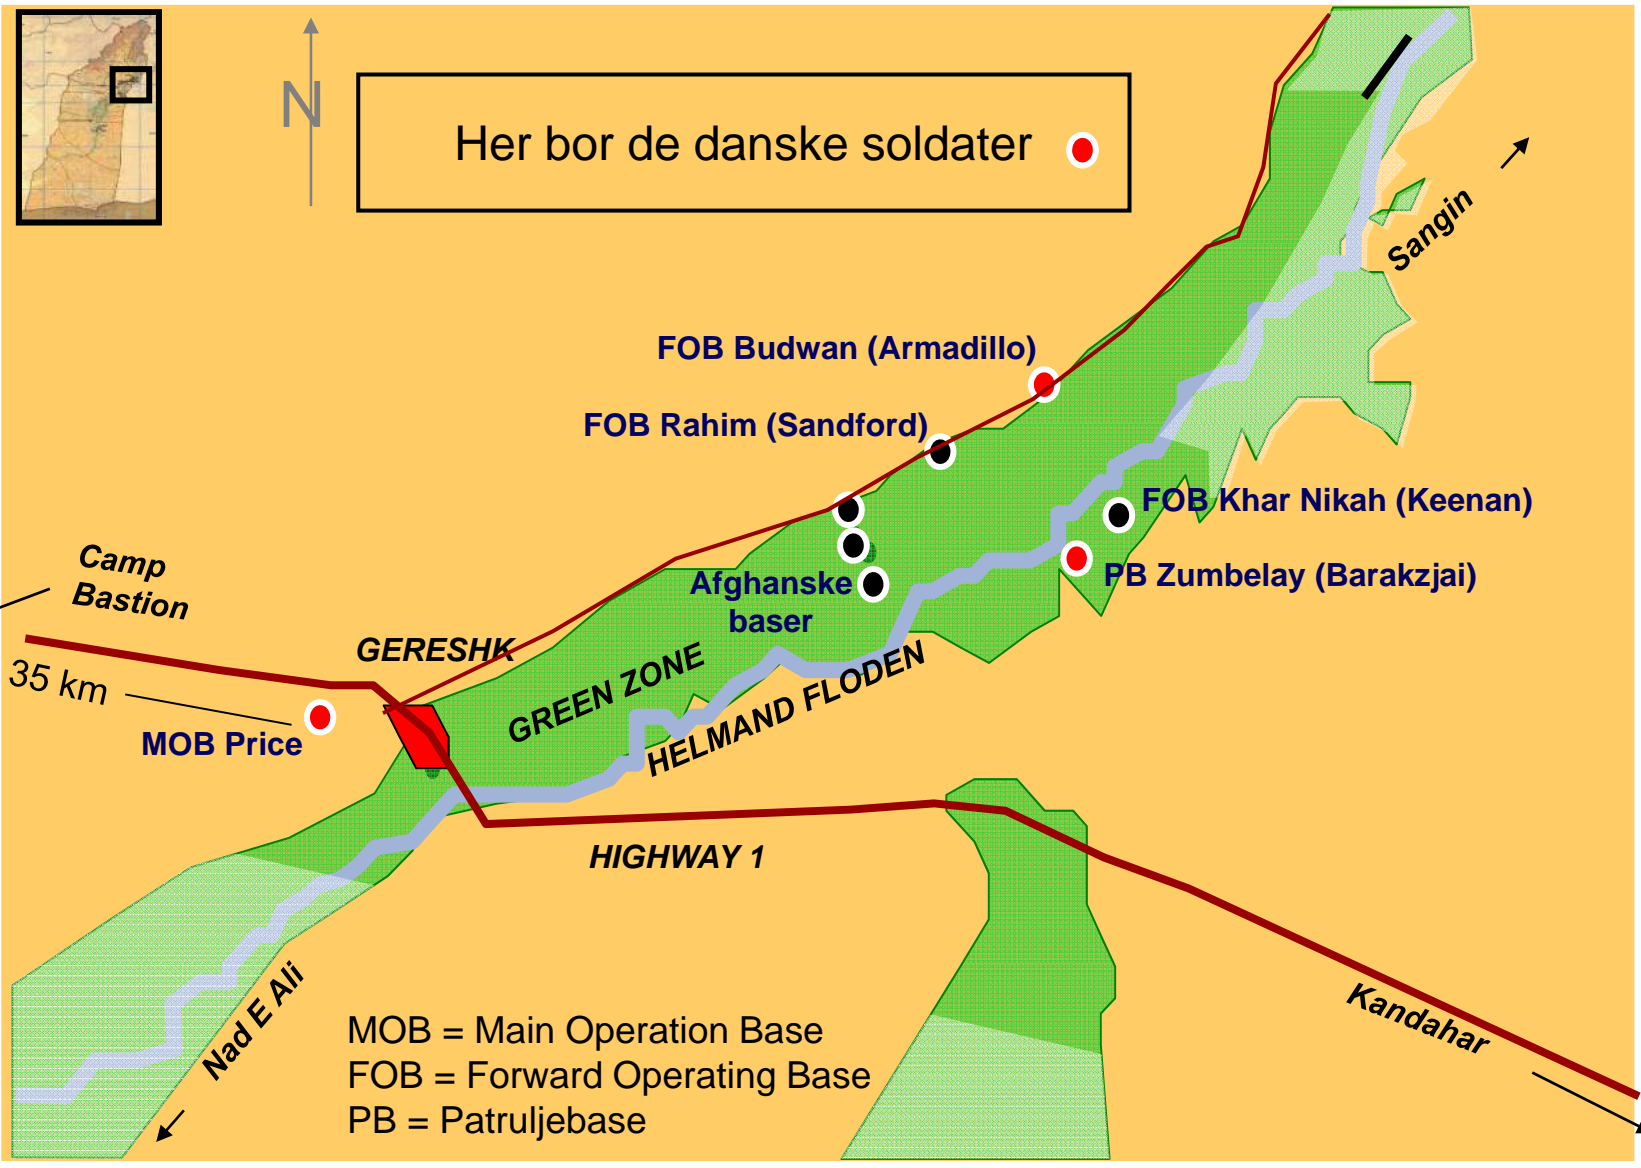 N
Her bor de danske soldater
Sangin
FOB Budwan (Armadillo)
FOB Rahim (Sandford)
FOB Khar Nikah (Keenan)
PB Zumbelay (Barakzjai)
Afghanske
baser
Camp
Bastion
GERESHK
35 km
MOB Price
GREEN ZONE
HELMAND FLODEN
HIGHWAY 1
Nad E Ali
Kandahar
MOB = Main Operation Base
FOB = Forward Operating Base
PB = Patruljebase